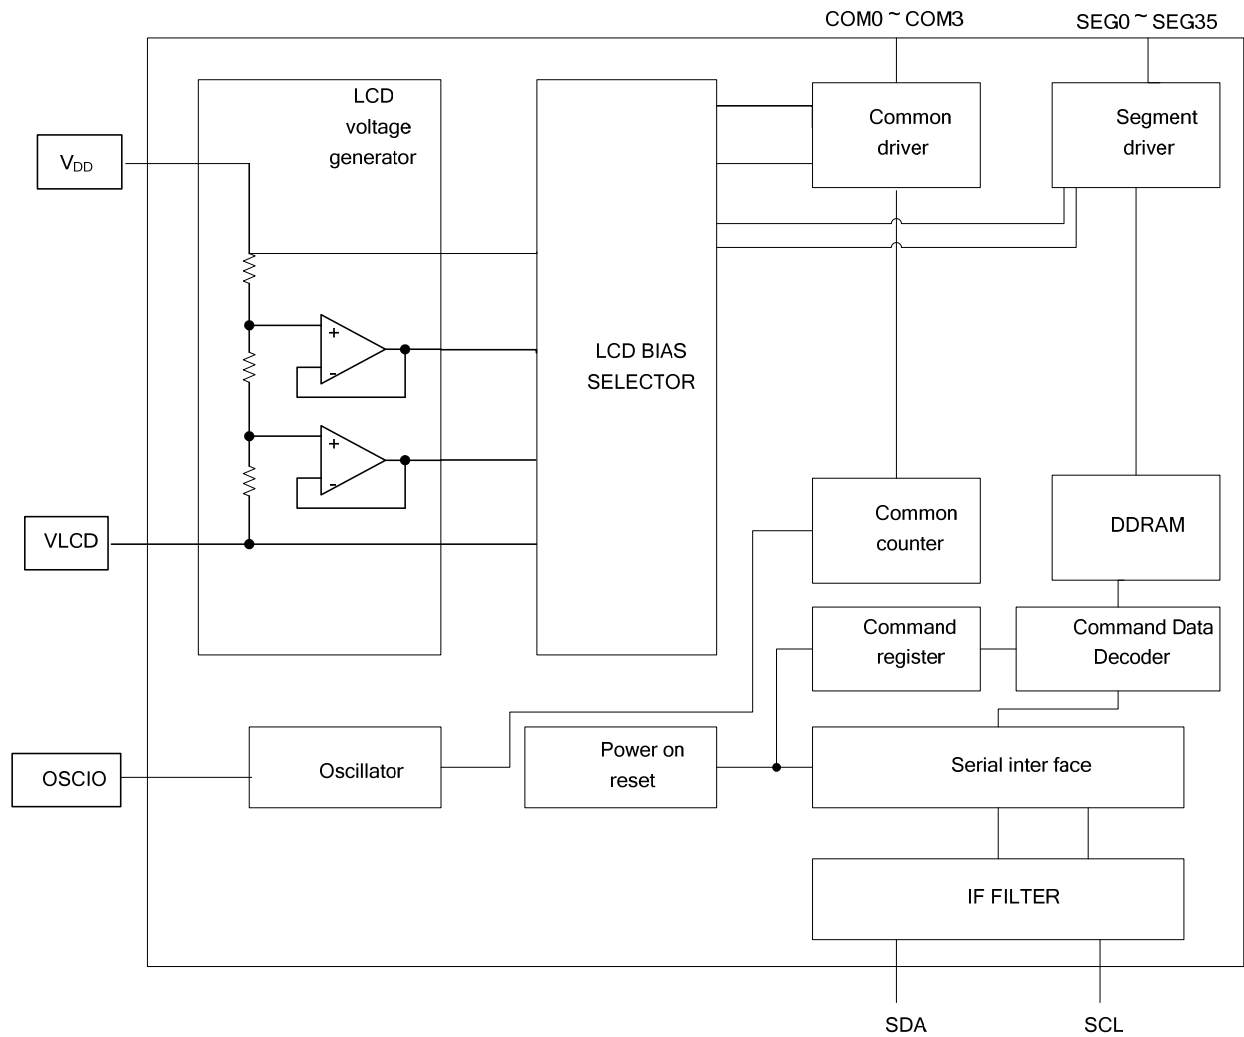 COM0 ~ COM3
SEG0 ~ SEG35
LCD
voltage
generator
Common
driver
Segment
driver
VDD
+
-
LCD BIAS
SELECTOR
+
-
VLCD
Common
counter
DDRAM
Command
register
Command Data
Decoder
OSCIO
Oscillator
Power on
reset
Serial inter face
IF FILTER
SDA
SCL